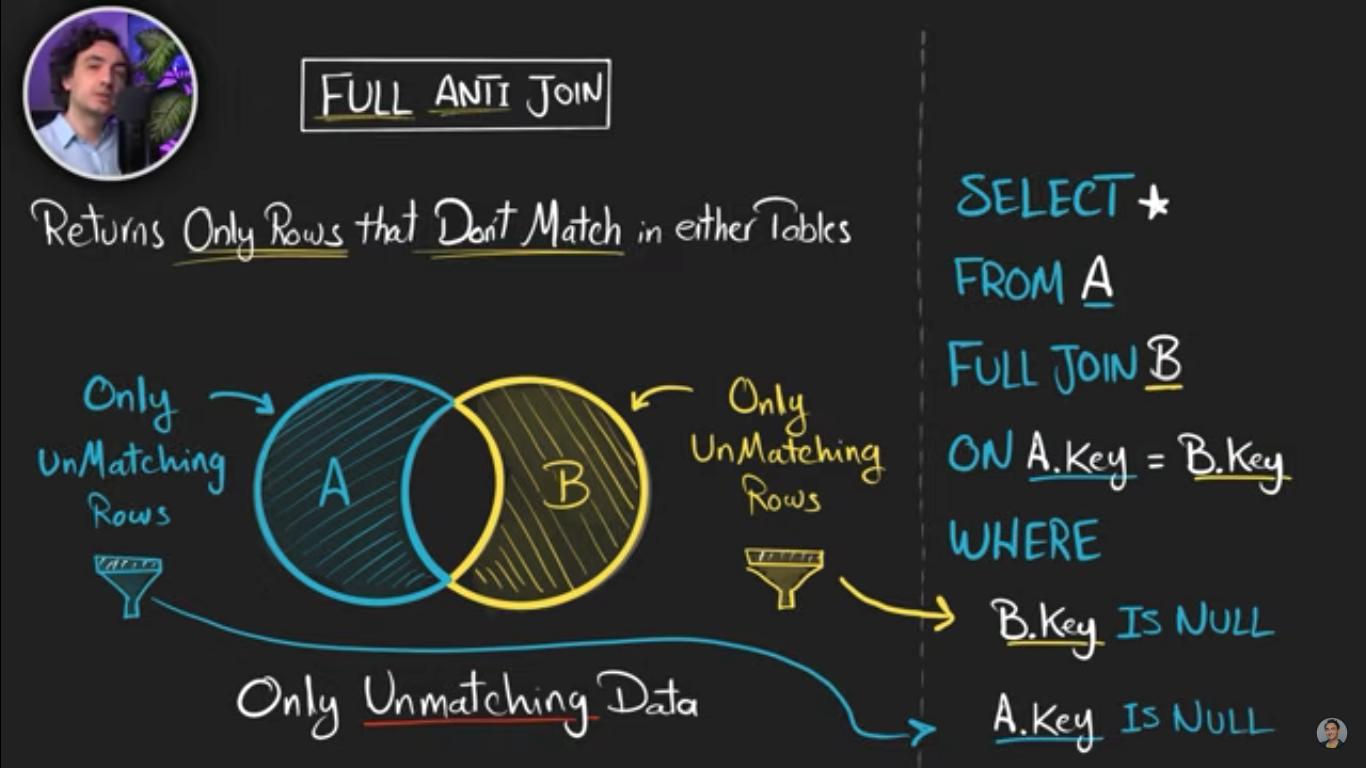 FULL ANTI JOIN
Returns Only Rows that Don't Match in either Tables
Only
UnMatching
Rows
A
B
Only
UnMatching
Rows
Only Unmatching Data
SELECT *
FROM A
FULL JOIN B
ON A.Key = B.Key
WHERE
B.Key IS NULL
A.Key IS NULL